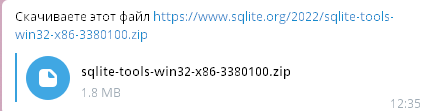 Скачиваете этот файл https://www.sqlite.org/2022/sqlite-tools-
win32-x86-3380100.zip
sqlite-tools-win32-x86-3380100.zip
1.8 MB
12:35